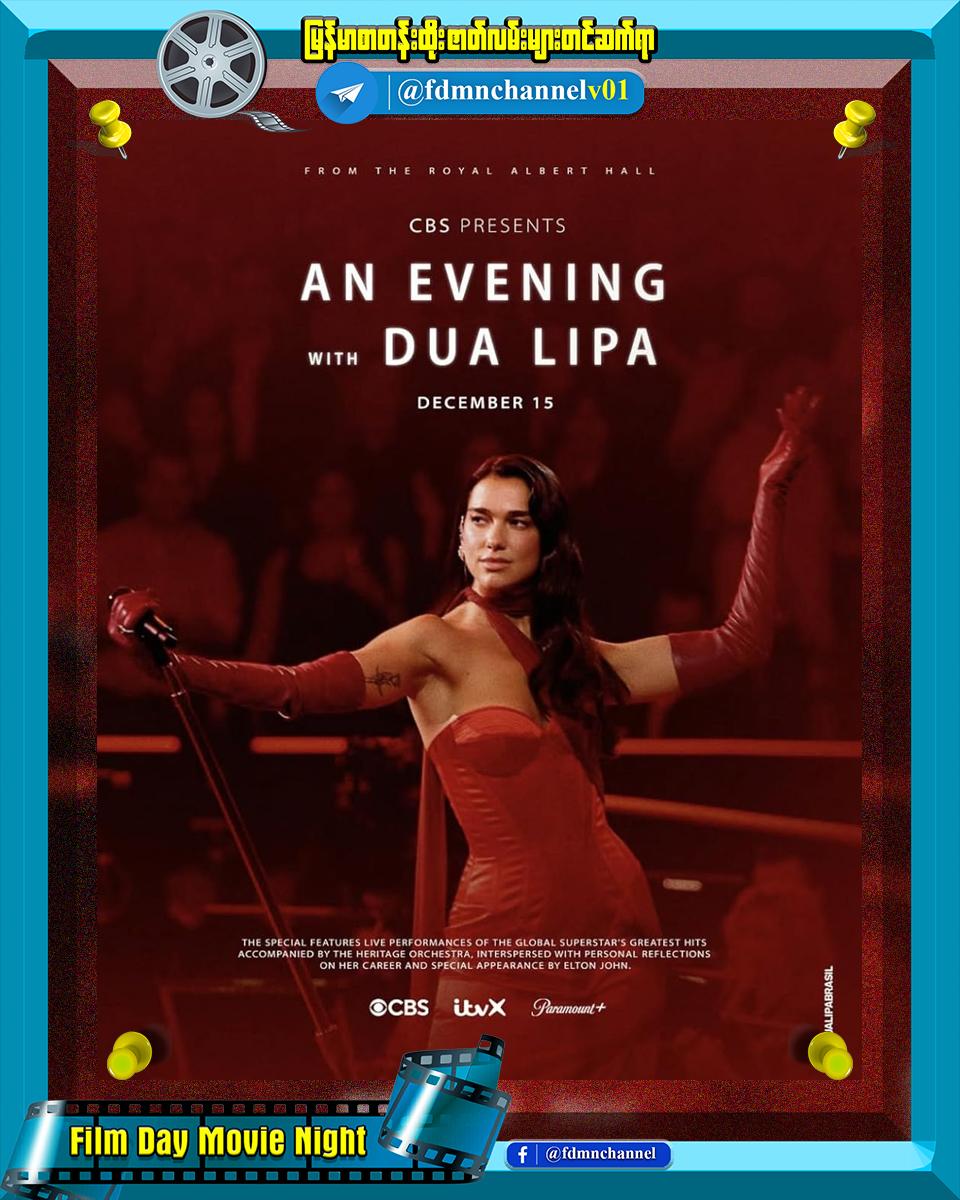 မြန်မာစာတန်းထိုးဇာတ်လမ်းများတင်ဆက်ရာ
@fdmnchannelv01
FROM THE ROYAL ALBERT HALL
CBS PRESENTS
AN EVENING
WITH DUA LIPA
DECEMBER 15
THE SPECIAL FEATURES LIVE PERFORMANCES OF THE GLOBAL SUPERSTAR'S GREATEST HITS
ACCOMPANIED BY THE HERITAGE ORCHESTRA, INTERSPERSED WITH PERSONAL REFLECTIONS
ON HER CAREER AND SPECIAL APPEARANCE BY ELTON JOHN.
CBS itvX Paramount+
UALIPABRASIL
Film Day Movie Night
f @fdmnchannel